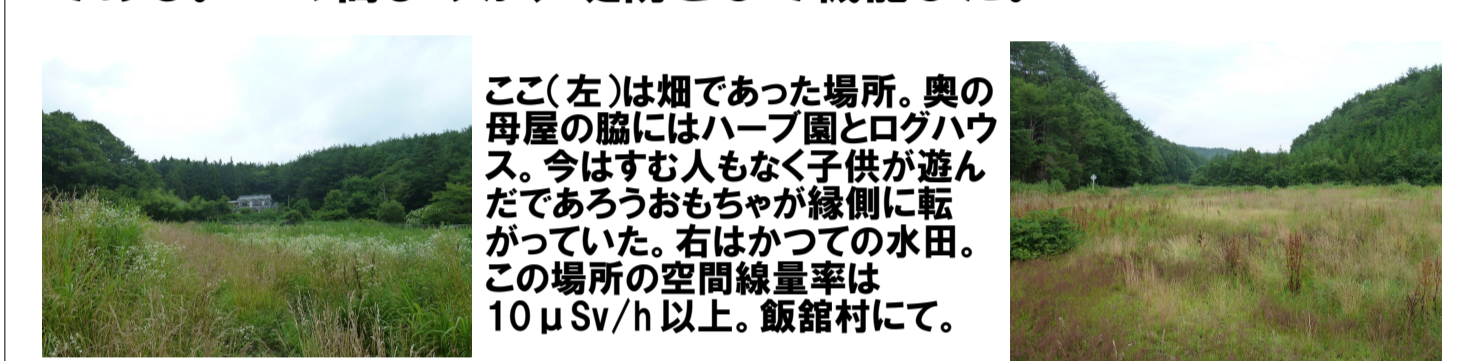 ここ(左)は畑であった場所。奥の
母屋の脇にはハーブ園とログハウ
ス。今はすむ人もなく子供が遊ん
だであろうおもちゃが縁側に転
がっていた。右はかつての水田。
この場所の空間線量率は
10μSv/h以上。飯舘村にて。